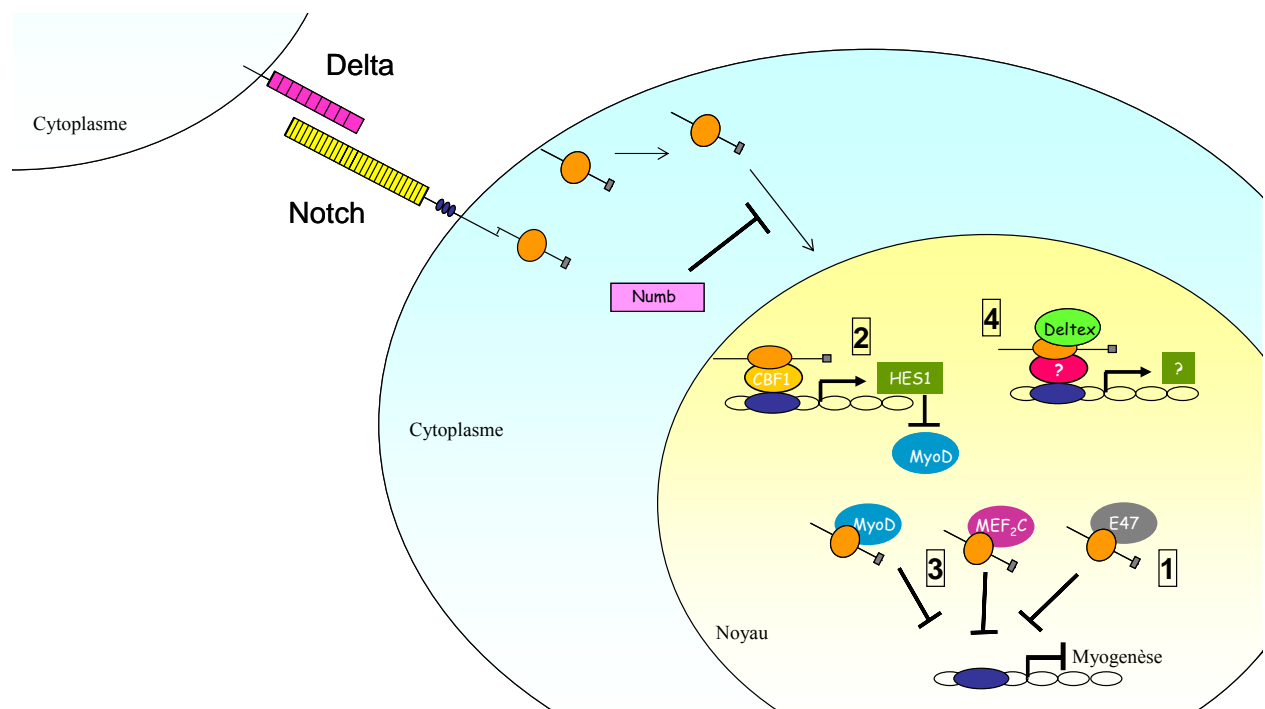 Delta
Cytoplasme
Notch
Numb
Cytoplasme
2
4
Deltex
CBF1
HES1
?
?
MyoD
MyoD
MEF2C
E47
3
1
Noyau
Myogenèse